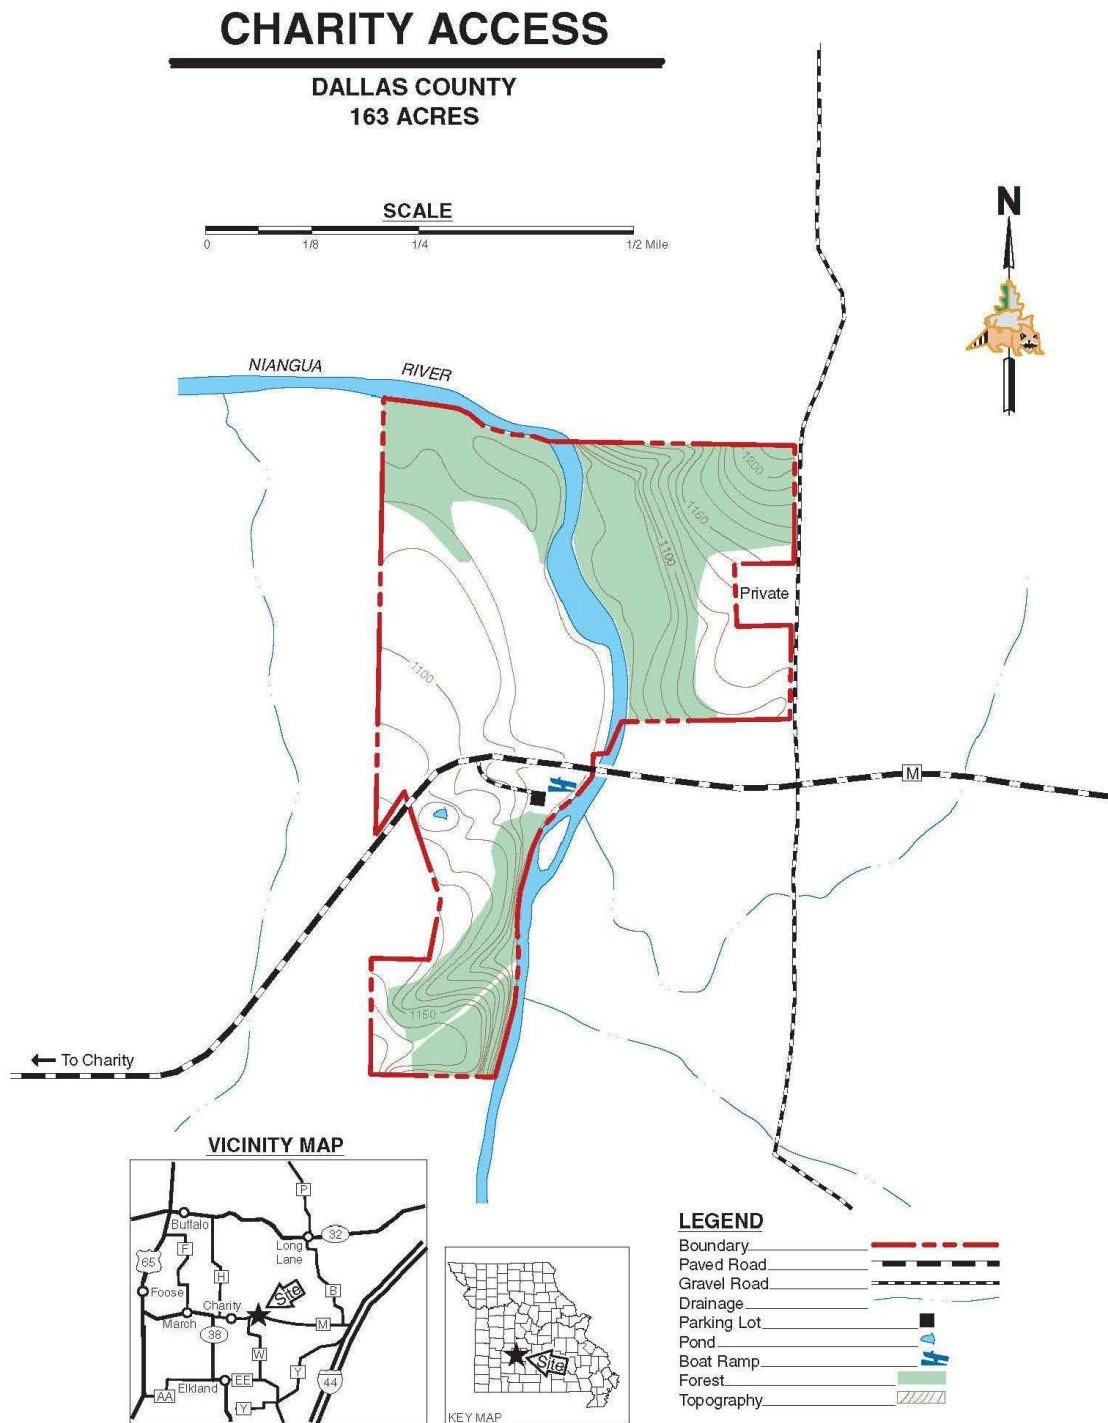 CHARITY ACCESS
DALLAS COUNTY
163 ACRES
SCALE
0 1/8 1/4 1/2 Mile
N
NIANGUA RIVER
1200
1150
1100
Private
1100
M
1150
To Charity
VICINITY MAP
P
Buffalo
32
Long
Lane
F
65
H
Foose
B
Site
Charity
March
M
38
W
Y
Elkland
EE
44
AA
Y
Site
KEY MAP
LEGEND
Boundary
Paved Road
Gravel Road
Drainage
Parking Lot
Pond
Boat Ramp
Forest
Topography